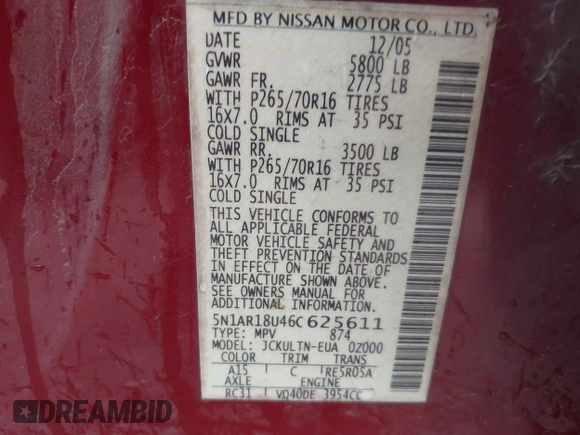 MFD BY NISSAN MOTOR CO., LTD.
DATE 12/05
GVWR 5800 LB
GAWR FR. 2775 LB
WITH P265/70R16 TIRES
16X7.0 RIMS AT 35 PSI
COLD SINGLE
GAWR RR. 3500 LB
WITH P265/70R16 TIRES
16X7.0 RIMS AT 35 PSI
COLD SINGLE
THIS VEHICLE CONFORMS TO
ALL APPLICABLE FEDERAL
MOTOR VEHICLE SAFETY AND
THEFT PREVENTION STANDARDS
IN EFFECT ON THE DATE OF
MANUFACTURE SHOWN ABOVE.
SEE OWNERS MANUAL FOR
ADDITIONAL INFORMATION.
5N1AR18U46C625611
TYPE: MPV 874
MODEL: JCKULTN-EUA 0Z000
COLOR TRIM TRANS
A15 C RE5R05A
AXLE ENGINE
RC31 VQ40DE 3954CC
DREAMBID
DREAMBID.COM